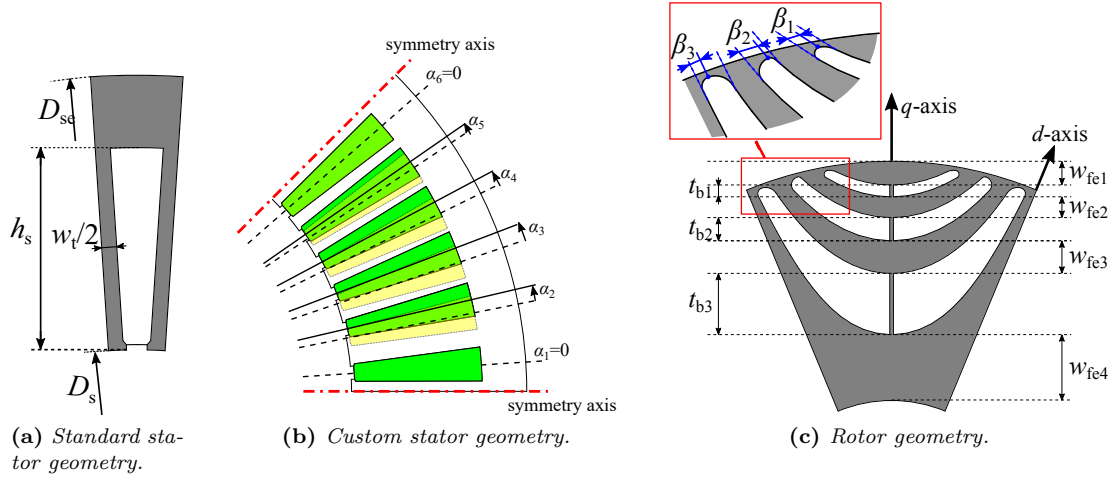 D_se
h_s
w_t/2
D_s
(a) Standard sta-
tor geometry.
symmetry axis
α_6=0
α_5
α_4
α_3
α_2
α_1=0
symmetry axis
(b) Custom stator geometry.
β_3
β_2
β_1
q-axis
d-axis
t_b1
t_b2
t_b3
w_fe1
w_fe2
w_fe3
w_fe4
(c) Rotor geometry.